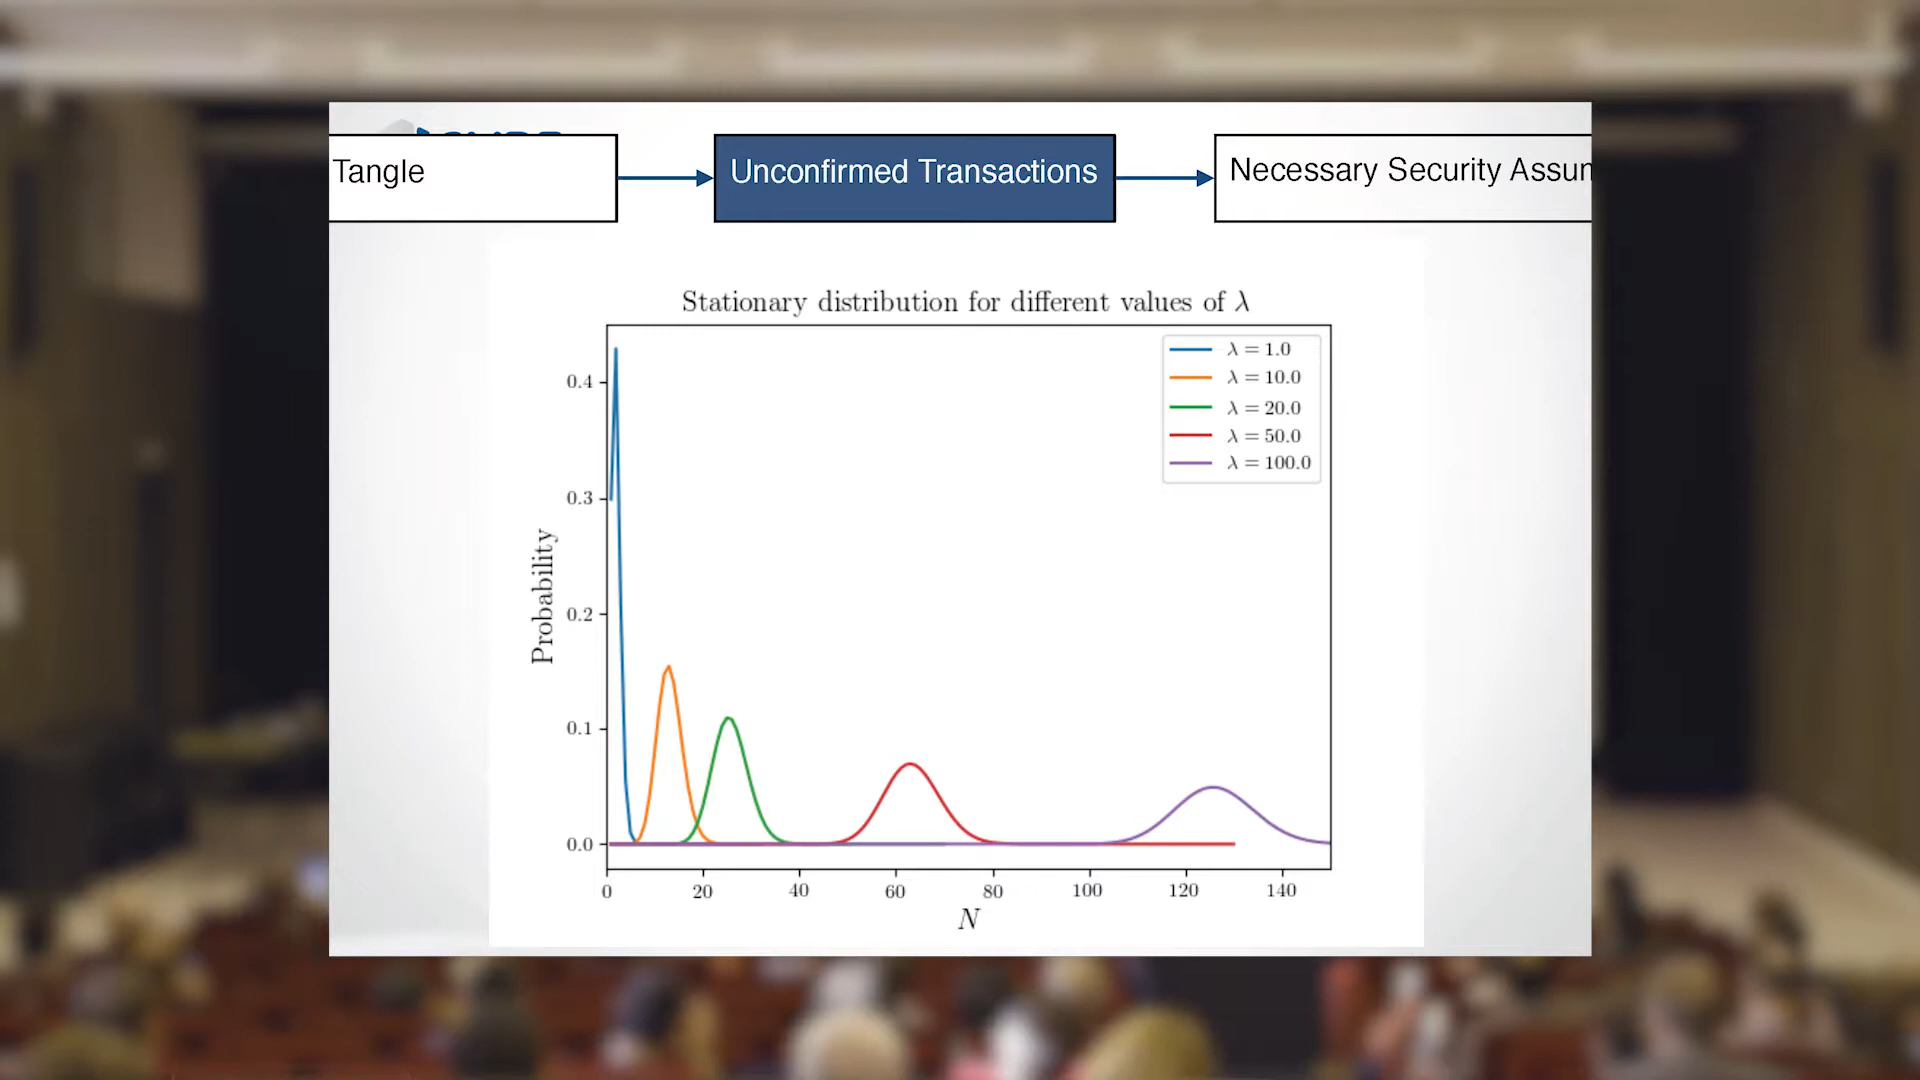 Tangle
Unconfirmed Transactions
Necessary Security Assum
Stationary distribution for different values of λ
λ = 1.0
λ = 10.0
λ = 20.0
λ = 50.0
λ = 100.0
0.4
0.3
0.2
0.1
0.0
Probability
0 20 40 60 80 100 120 140
N